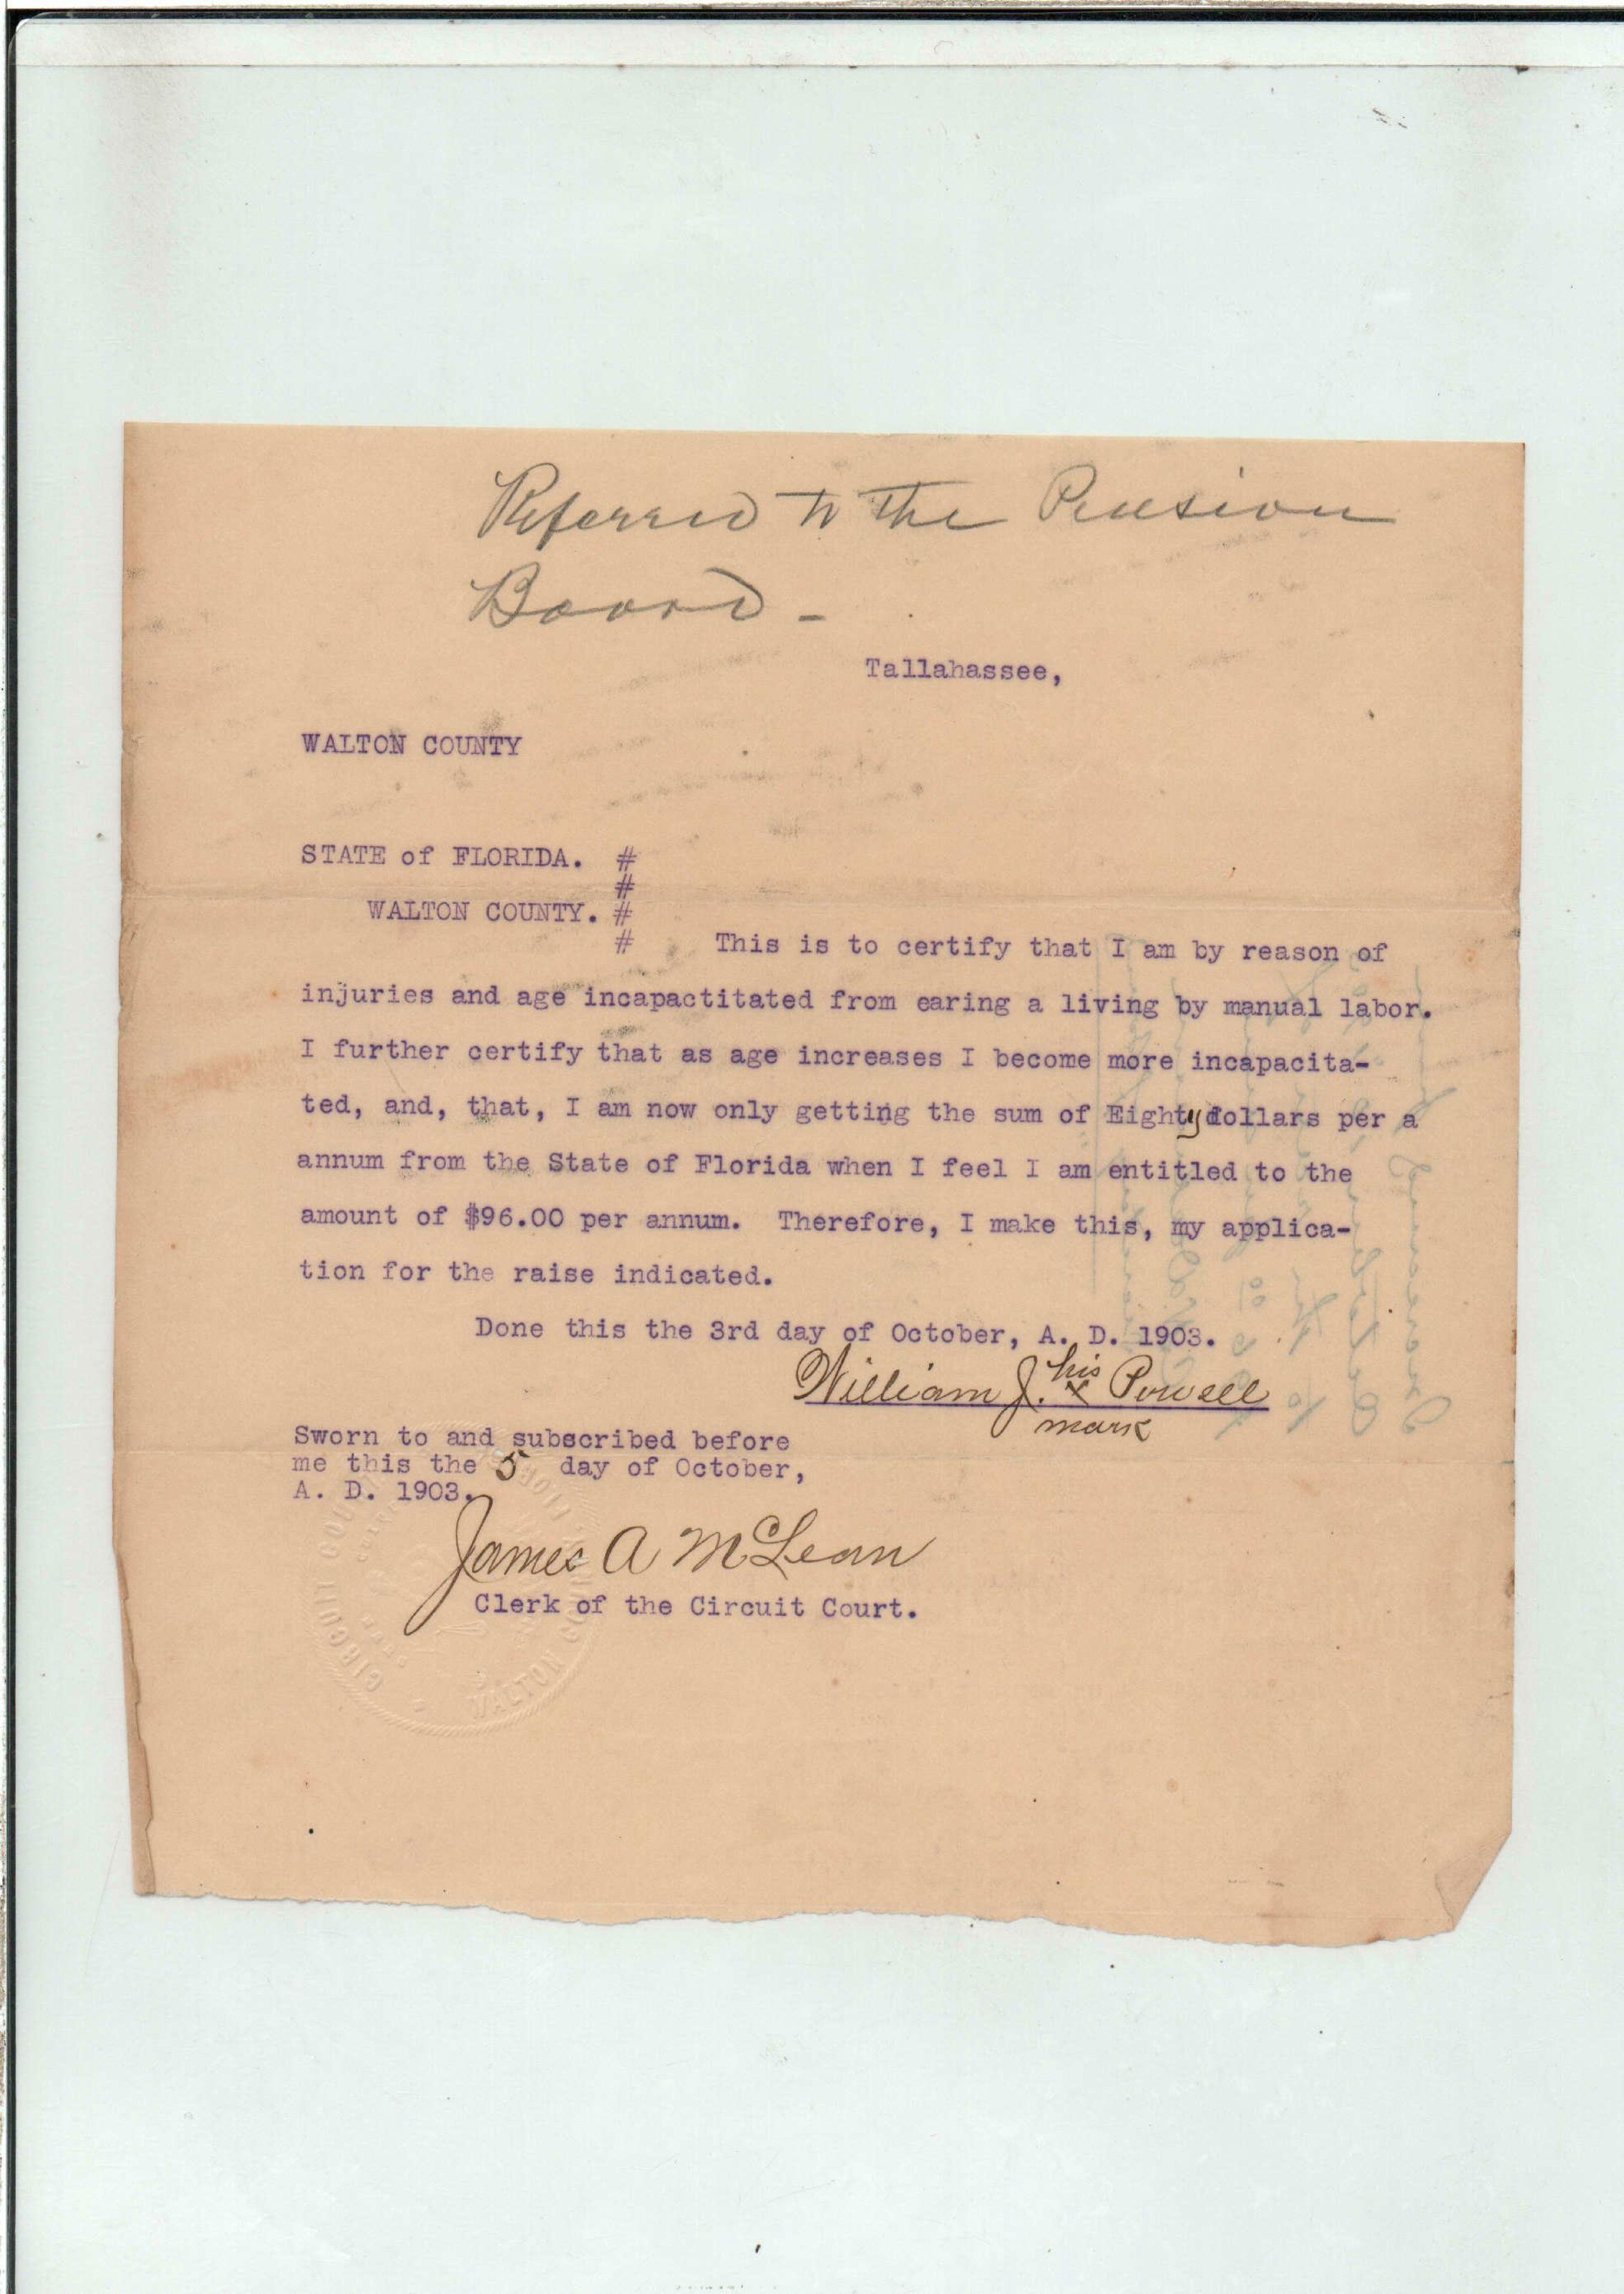 Referred to the Pension
Board -
Tallahassee,
WALTON COUNTY
STATE of FLORIDA. #
#
WALTON COUNTY. #
# This is to certify that I am by reason of
injuries and age incapactitated from earing a living by manual labor.
I further certify that as age increases I become more incapacita-
ted, and, that, I am now only getting the sum of Eighty dollars per a
annum from the State of Florida when I feel I am entitled to the
amount of $96.00 per annum. Therefore, I make this, my applica-
tion for the raise indicated.
Done this the 3rd day of October, A. D. 1903.
William J. his x Powell
mark
Sworn to and subscribed before
me this the 5 day of October,
A. D. 1903.
James A McLean
Clerk of the Circuit Court.
CIRCUIT COURT
WALTON COUNTY